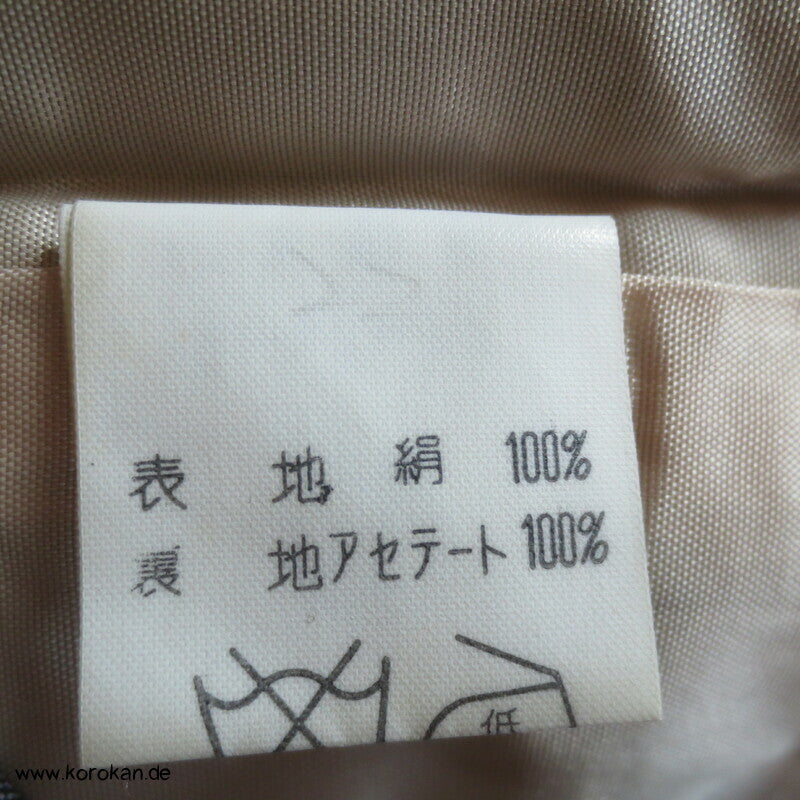 表 地 絹 100%
裏 地 アセテート 100%
低
www.korokan.de